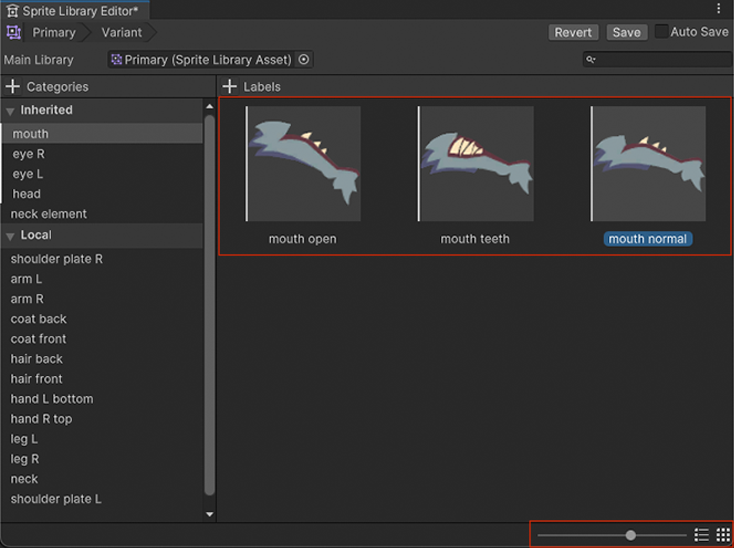 Sprite Library Editor*
Primary Variant Revert Save Auto Save
Main Library Primary (Sprite Library Asset)
+ Categories
Inherited
mouth
eye R
eye L
head
neck element
Local
shoulder plate R
arm L
arm R
coat back
coat front
hair back
hair front
hand L bottom
hand R top
leg L
leg R
neck
shoulder plate L
+ Labels
mouth open mouth teeth mouth normal